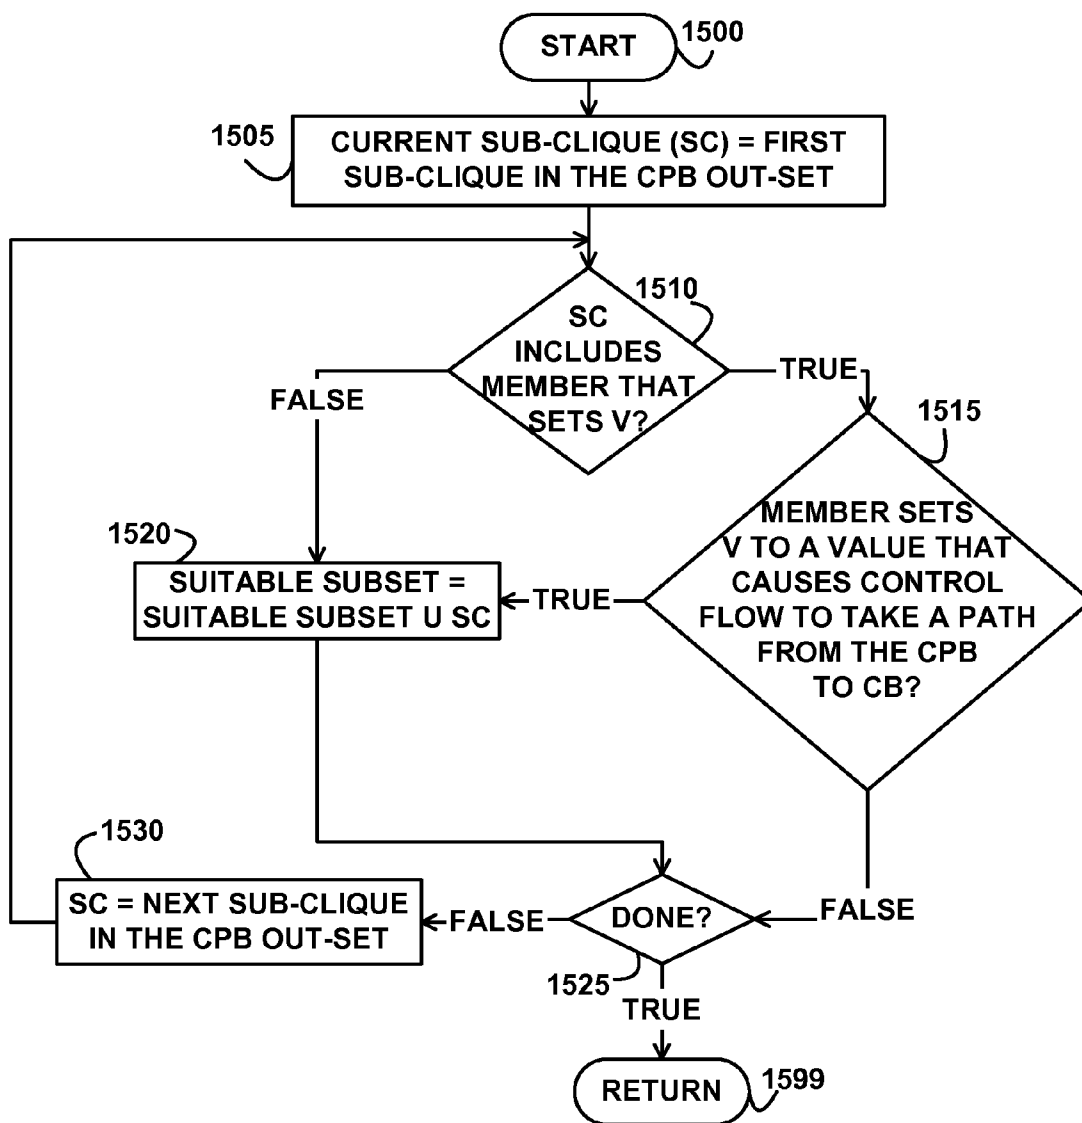 START
1500
1505
CURRENT SUB-CLIQUE (SC) = FIRST
SUB-CLIQUE IN THE CPB OUT-SET
1510
SC
INCLUDES
MEMBER THAT
SETS V?
FALSE
TRUE
1515
MEMBER SETS
V TO A VALUE THAT
CAUSES CONTROL
FLOW TO TAKE A PATH
FROM THE CPB
TO CB?
1520
SUITABLE SUBSET =
SUITABLE SUBSET U SC
TRUE
1530
SC = NEXT SUB-CLIQUE
IN THE CPB OUT-SET
FALSE
DONE?
FALSE
1525
TRUE
RETURN
1599